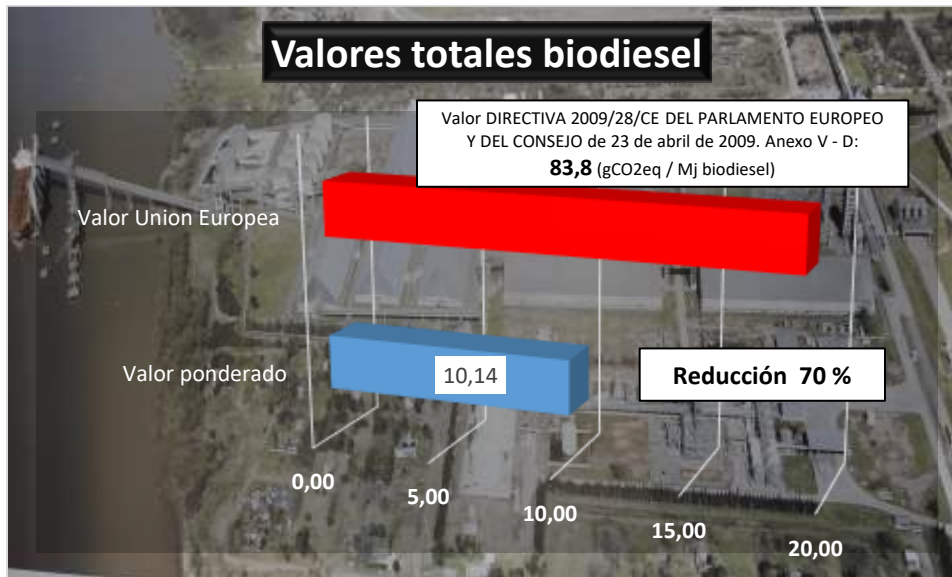 Valores totales biodiesel
Valor DIRECTIVA 2009/28/CE DEL PARLAMENTO EUROPEO
Y DEL CONSEJO de 23 de abril de 2009. Anexo V - D:
83,8 (gCO2eq / Mj biodiesel)
Valor Union Europea
Valor ponderado
10,14
Reducción 70 %
0,00
5,00
10,00
15,00
20,00